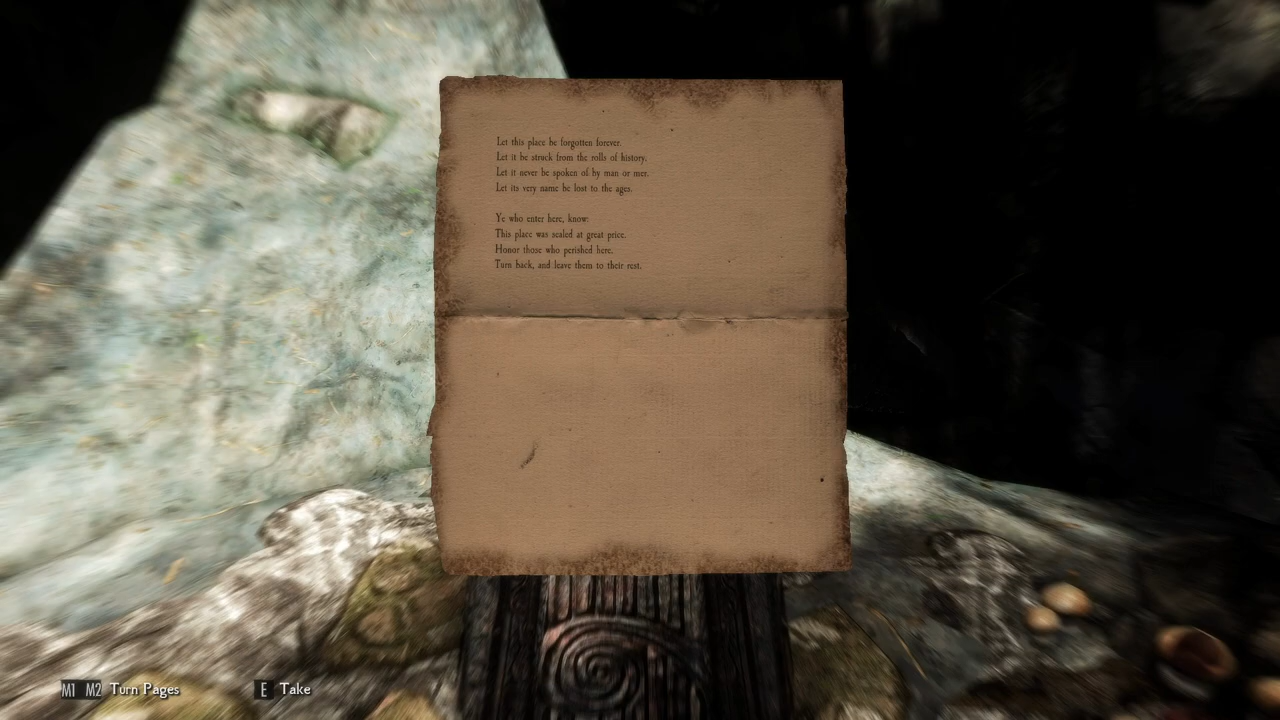 Let this place be forgotten forever.
Let it be struck from the rolls of history.
Let it never be spoken of by man or mer.
Let its very name be lost to the ages.
Ye who enter here, know:
This place was sealed at great price.
Honor those who perished here.
Turn back, and leave them to their rest.
M1 M2 Turn Pages
E Take